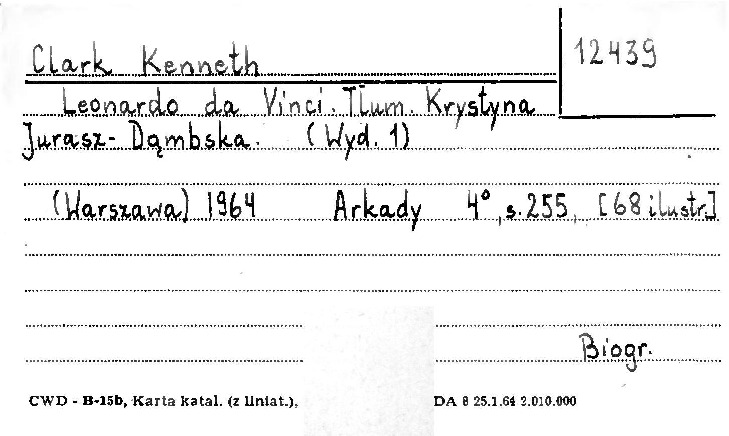 Clark Kenneth
12439
Leonardo da Vinci. Tłum. Krystyna
Jurasz-Dąmbska. (Wyd. 1)
(Warszawa) 1964 Arkady 4°, s. 255, [68 ilustr.]
Biogr.
CWD - B-15b, Karta katal. (z liniat.), DA 8 25.1.64 2.010.000